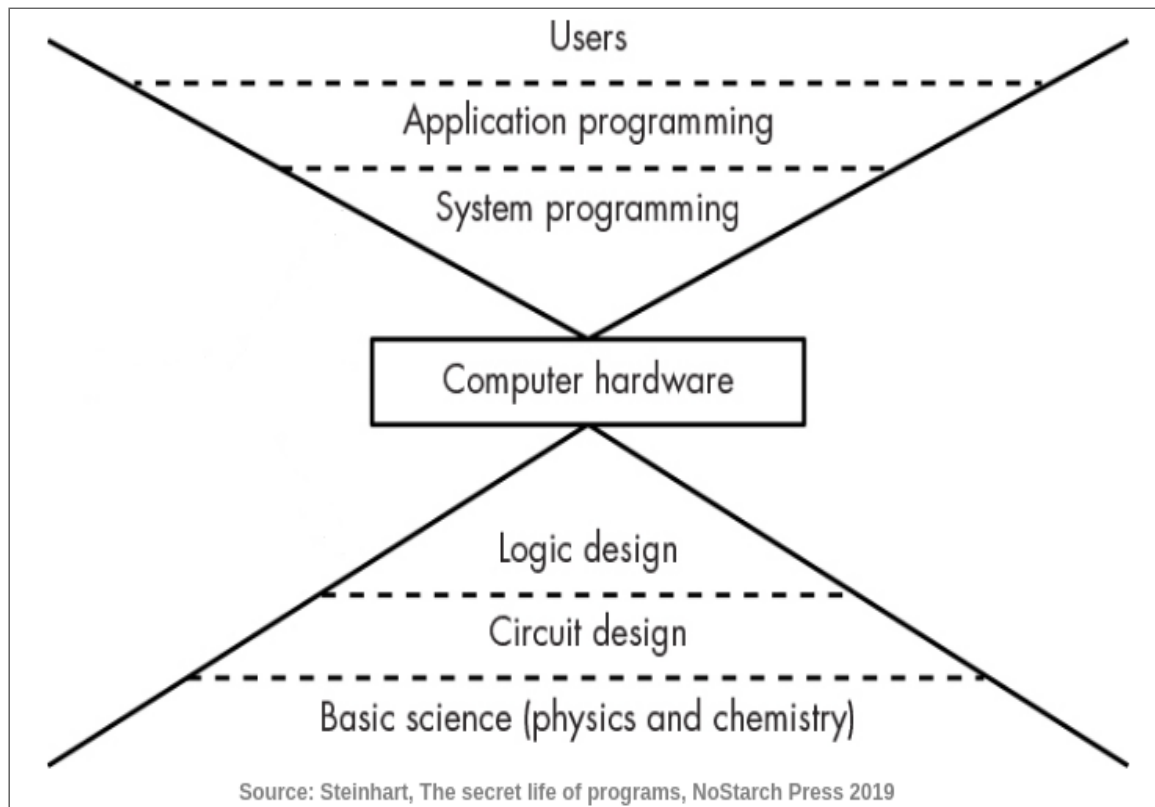 Users
Application programming
System programming
Computer hardware
Logic design
Circuit design
Basic science (physics and chemistry)
Source: Steinhart, The secret life of programs, NoStarch Press 2019